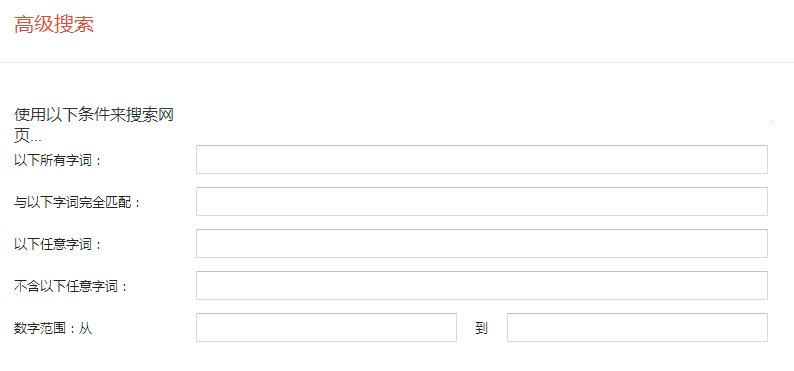 高级搜索
使用以下条件来搜索网
页...
以下所有字词：
与以下字词完全匹配：
以下任意字词：
不含以下任意字词：
数字范围：从 到